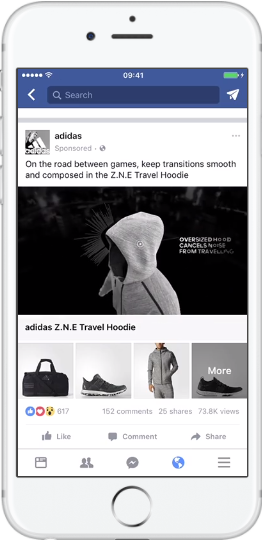 09:41
Search
adidas
Sponsored ·
On the road between games, keep transitions smooth
and composed in the Z.N.E Travel Hoodie
OVERSIZED HOOD
CANCELS NOISE
FROM TRAVELLING
adidas Z.N.E Travel Hoodie
More
617 152 comments 25 shares 73.8K views
Like Comment Share